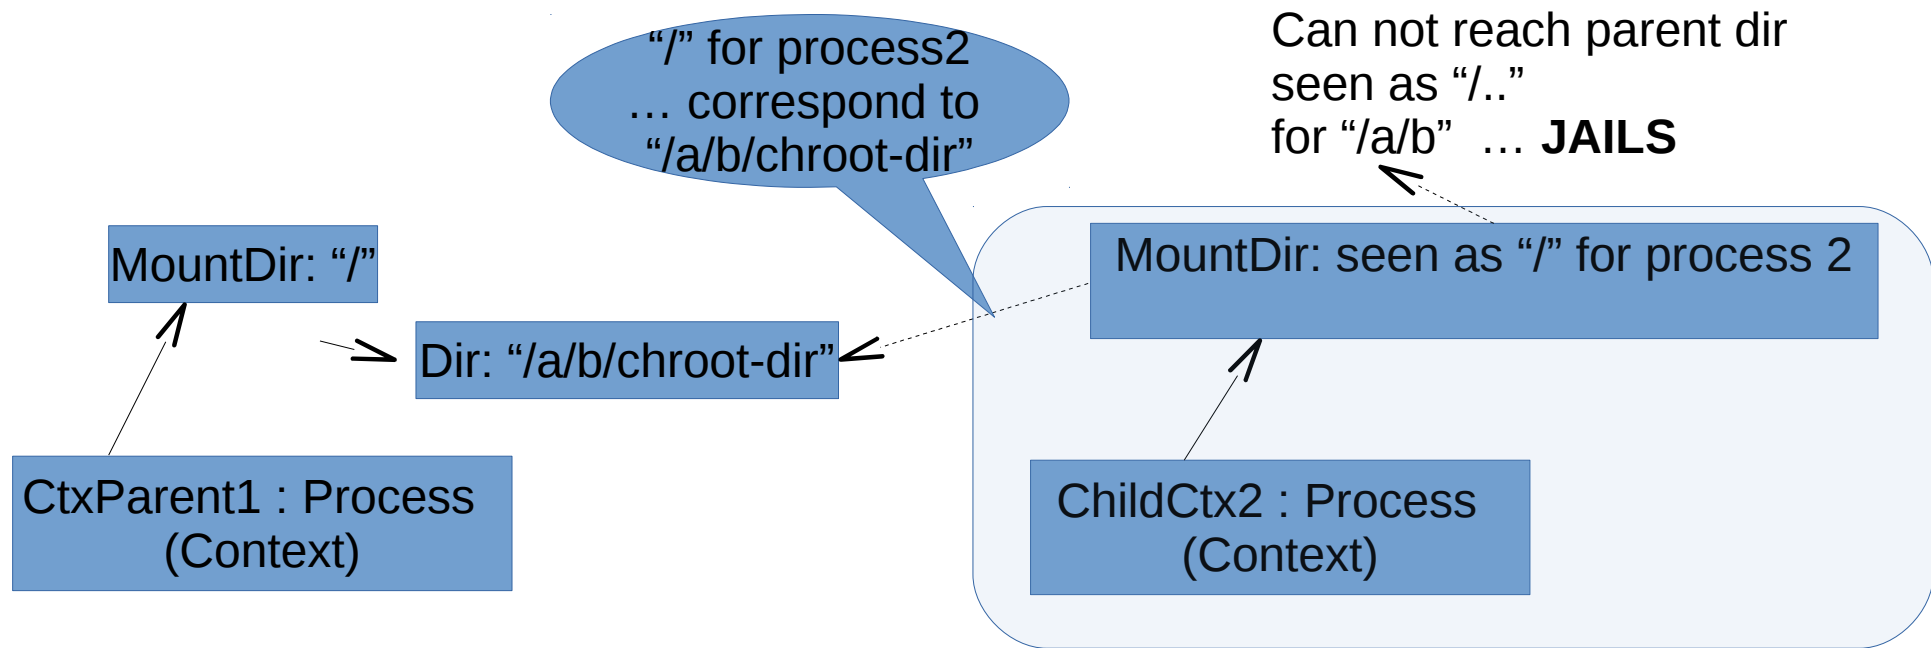 “/” for process2
… correspond to
“/a/b/chroot-dir”
Can not reach parent dir
seen as “/..”
for “/a/b”  … JAILS
MountDir: “/”
MountDir: seen as “/” for process 2
Dir: “/a/b/chroot-dir”
CtxParent1 : Process
(Context)
ChildCtx2 : Process
(Context)